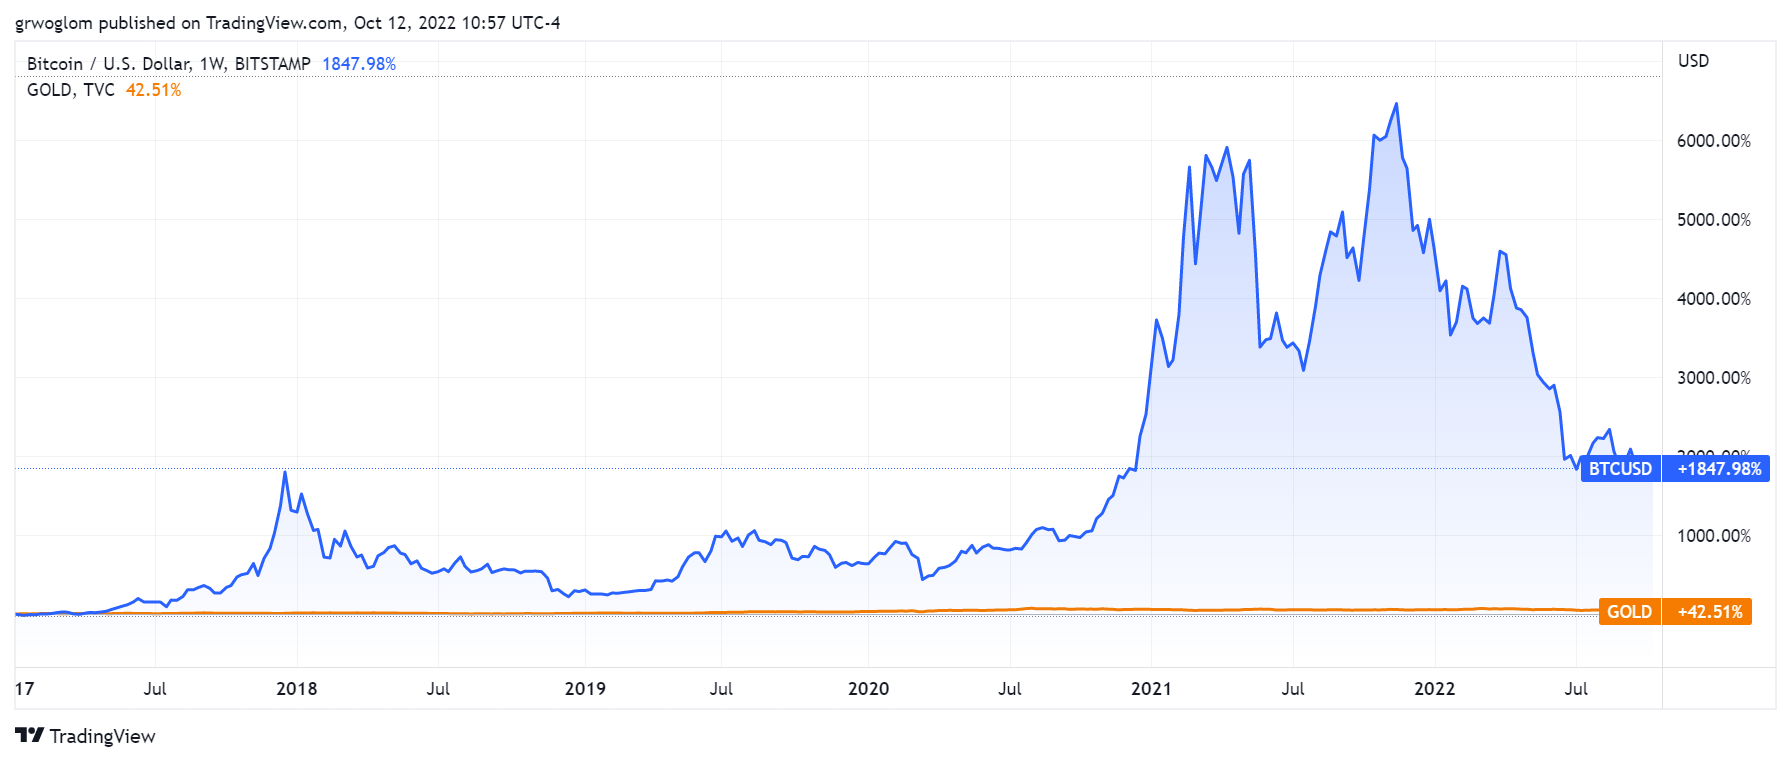 grwoglom published on TradingView.com, Oct 12, 2022 10:57 UTC-4
Bitcoin / U.S. Dollar, 1W, BITSTAMP 1847.98%
GOLD, TVC 42.51%
USD
6000.00%
5000.00%
4000.00%
3000.00%
2000.00%
BTCUSD +1847.98%
1000.00%
GOLD +42.51%
17 Jul 2018 Jul 2019 Jul 2020 Jul 2021 Jul 2022 Jul
TradingView